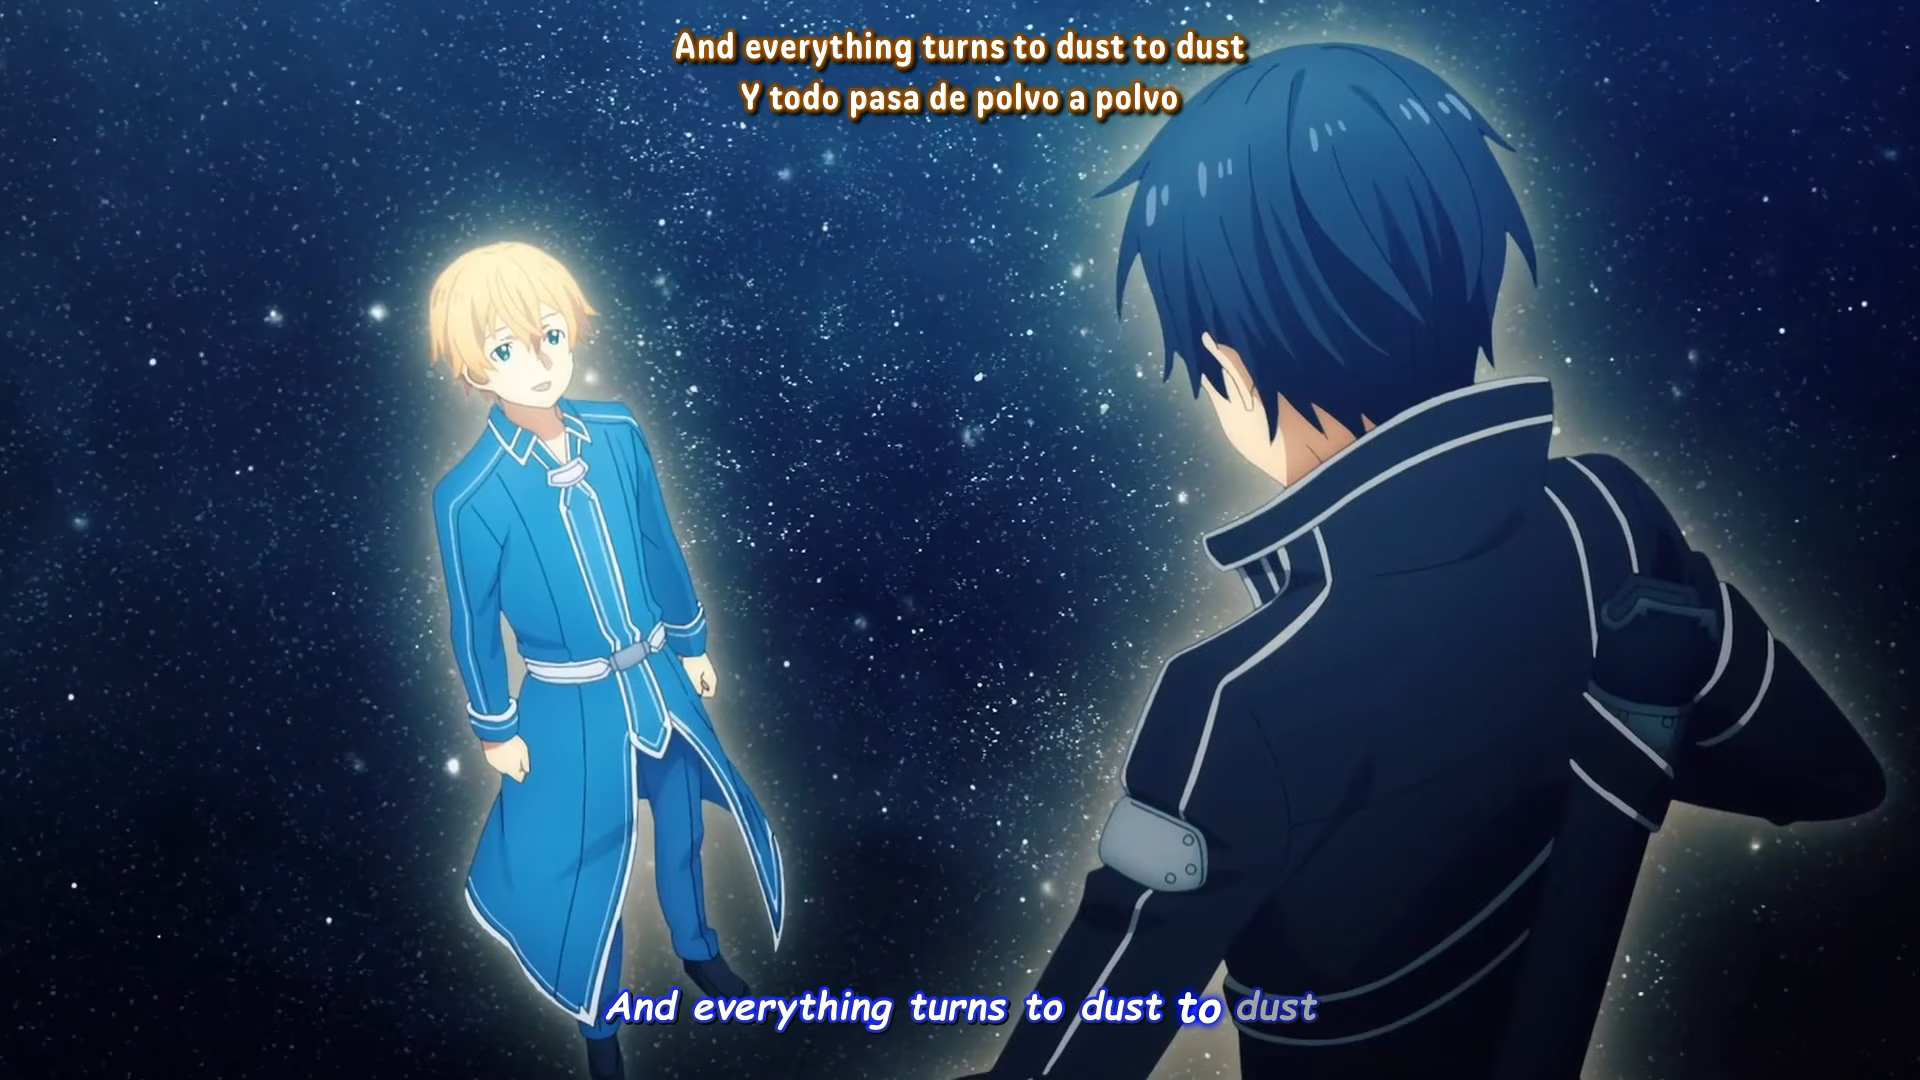 And everything turns to dust to dust
Y todo pasa de polvo a polvo
And everything turns to dust to dust